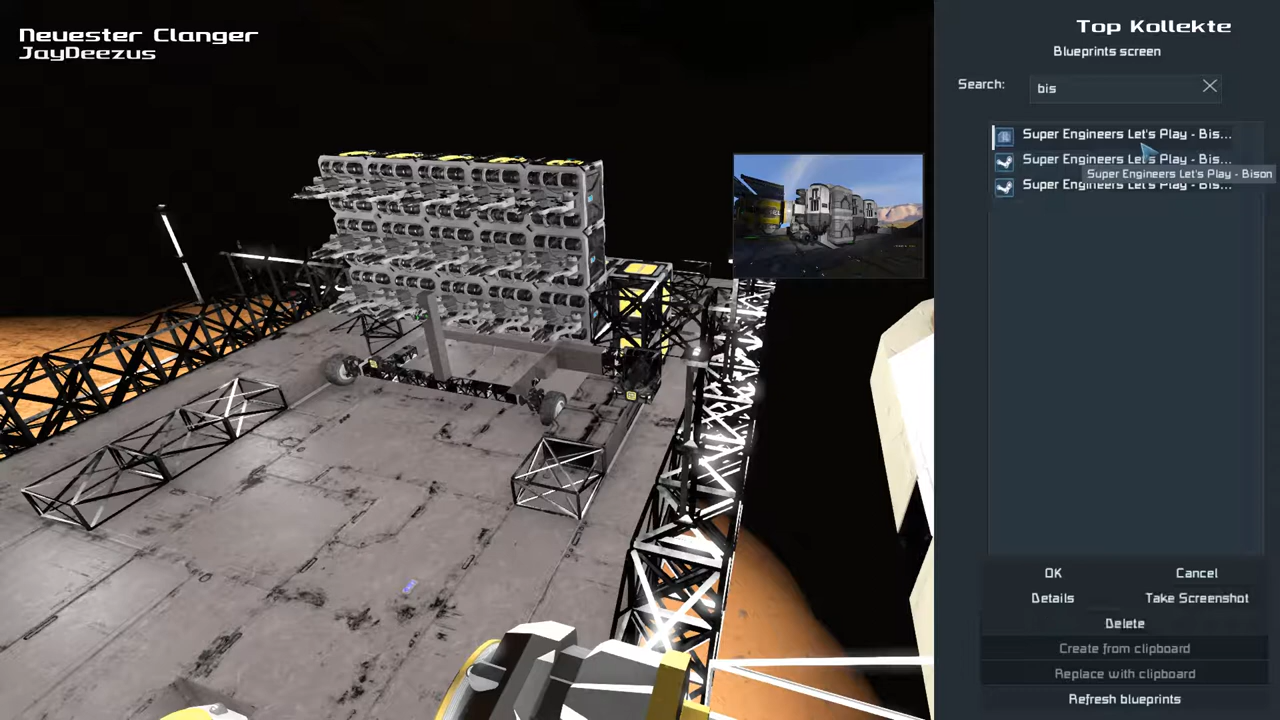 Neuester Clanger
JayDeezus
Top Kollekte
Blueprints screen
Search:
bis
Super Engineers Let's Play - Bis...
Super Engineers Let's Play - Bis...
Super Engineers Let's Play - Bison
Super Engineers Let's Play - Bis...
OK
Cancel
Details
Take Screenshot
Delete
Create from clipboard
Replace with clipboard
Refresh blueprints